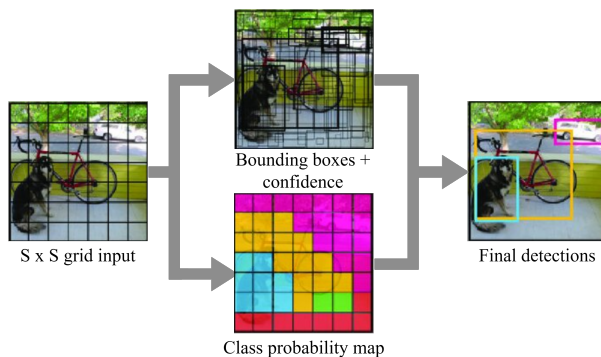 S x S grid input
Bounding boxes +
confidence
Class probability map
Final detections